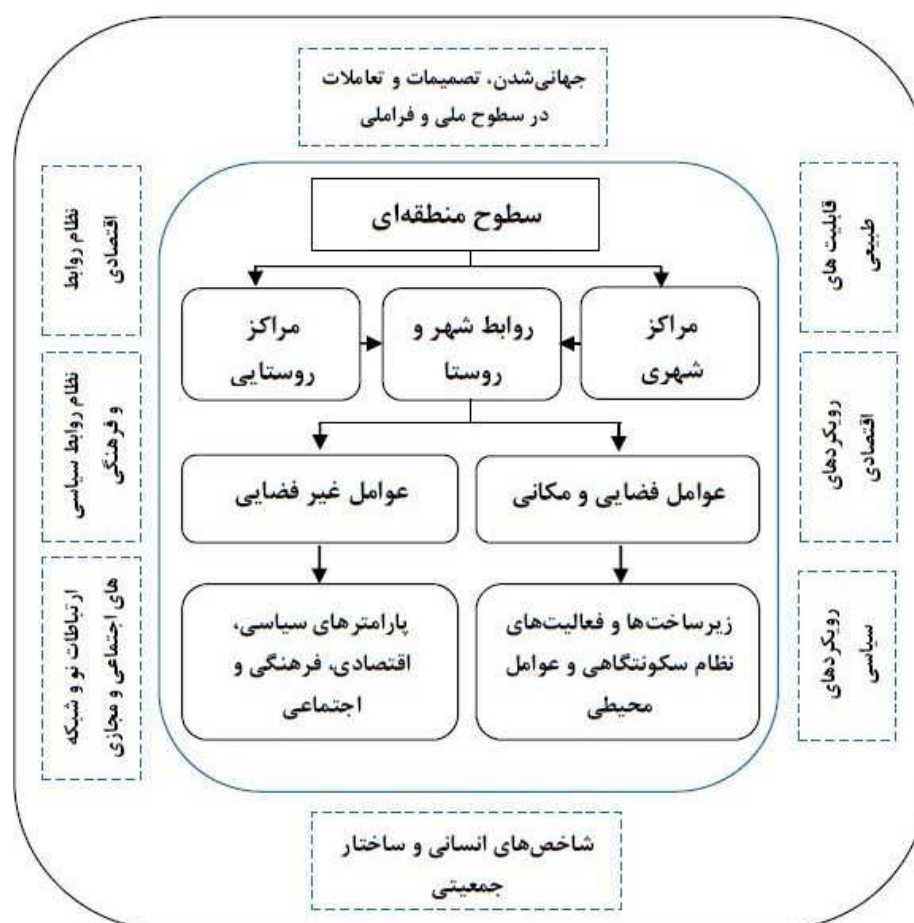 جهانی‌شدن، تصمیمات و تعاملات
در سطوح ملی و فراملی
سطوح منطقه‌ای
مراکز
شهری
روابط شهر و
روستا
مراکز
روستایی
عوامل فضایی و مکانی
عوامل غیر فضایی
زیرساخت‌ها و فعالیت‌های
نظام سکونتگاهی و عوامل
محیطی
پارامترهای سیاسی،
اقتصادی، فرهنگی و
اجتماعی
قابلیت های
طبیعی
رویکردهای
اقتصادی
رویکردهای
سیاسی
نظام روابط
اقتصادی
نظام روابط سیاسی
و فرهنگی
ارتباطات نو و شبکه
های اجتماعی و مجازی
شاخص‌های انسانی و ساختار
جمعیتی